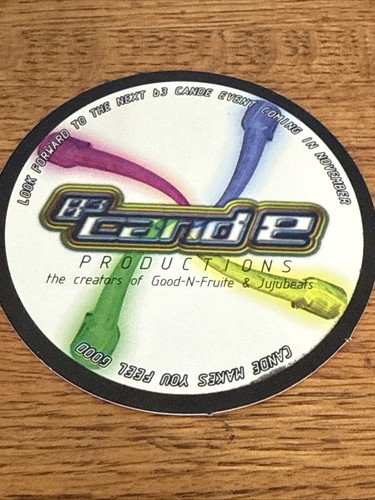 LOOK FORWARD TO THE NEXT b3 CANDE EVENT COMING IN NOVEMBER
B3
cande
PRODUCTIONS
the creators of Good-N-Fruite & Jujubeats
CANDE MAKES YOU FEEL GOOD